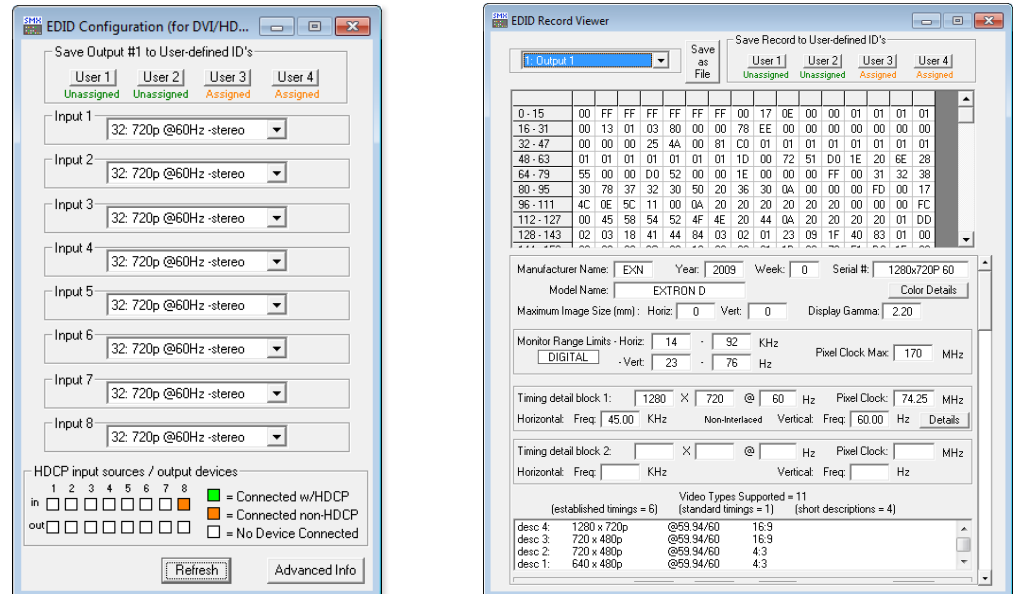 EDID Configuration (for DVI/HD...
Save Output #1 to User-defined ID's
User 1 User 2 User 3 User 4
Unassigned Unassigned Assigned Assigned
Input 1
32: 720p @60Hz -stereo
Input 2
32: 720p @60Hz -stereo
Input 3
32: 720p @60Hz -stereo
Input 4
32: 720p @60Hz -stereo
Input 5
32: 720p @60Hz -stereo
Input 6
32: 720p @60Hz -stereo
Input 7
32: 720p @60Hz -stereo
Input 8
32: 720p @60Hz -stereo
HDCP input sources / output devices
1 2 3 4 5 6 7 8
in
out
= Connected w/HDCP
= Connected non-HDCP
= No Device Connected
Refresh Advanced Info
EDID Record Viewer
1: Output 1
Save as File
Save Record to User-defined ID's
User 1 User 2 User 3 User 4
Unassigned Unassigned Assigned Assigned
0 - 15 00 FF FF FF FF FF FF 00 17 0E 00 00 01 01 01 01
16 - 31 00 13 01 03 80 00 00 78 EE 00 00 00 00 00 00 00
32 - 47 00 00 00 25 4A 00 81 C0 01 01 01 01 01 01 01 01
48 - 63 01 01 01 01 01 01 1D 00 72 51 D0 1E 20 6E 28
64 - 79 55 00 00 D0 52 00 00 1E 00 00 00 FF 00 31 32 38
80 - 95 30 78 37 32 30 50 20 36 30 0A 00 00 00 FD 00 17
96 - 111 4C 0E 5C 11 00 0A 20 20 20 20 20 20 00 00 00 FC
112 - 127 00 45 58 54 52 4F 4E 20 44 0A 20 20 20 20 01 DD
128 - 143 02 03 18 41 44 84 03 02 01 23 09 1F 40 83 01 00
Manufacturer Name: EXN Year: 2009 Week: 0 Serial #: 1280x720P 60
Model Name: EXTRON D Color Details
Maximum Image Size (mm) : Horiz: 0 Vert: 0 Display Gamma: 2.20
Monitor Range Limits - Horiz: 14 - 92 KHz
DIGITAL - Vert: 23 - 76 Hz
Pixel Clock Max: 170 MHz
Timing detail block 1: 1280 X 720 @ 60 Hz Pixel Clock: 74.25 MHz
Horizontal: Freq: 45.00 KHz Non-Interlaced Vertical: Freq: 60.00 Hz Details
Timing detail block 2: X @ Hz Pixel Clock: MHz
Horizontal: Freq: KHz Vertical: Freq: Hz
Video Types Supported = 11
(established timings = 6) (standard timings = 1) (short descriptions = 4)
desc 4: 1280 x 720p @59.94/60 16:9
desc 3: 720 x 480p @59.94/60 16:9
desc 2: 720 x 480p @59.94/60 4:3
desc 1: 640 x 480p @59.94/60 4:3